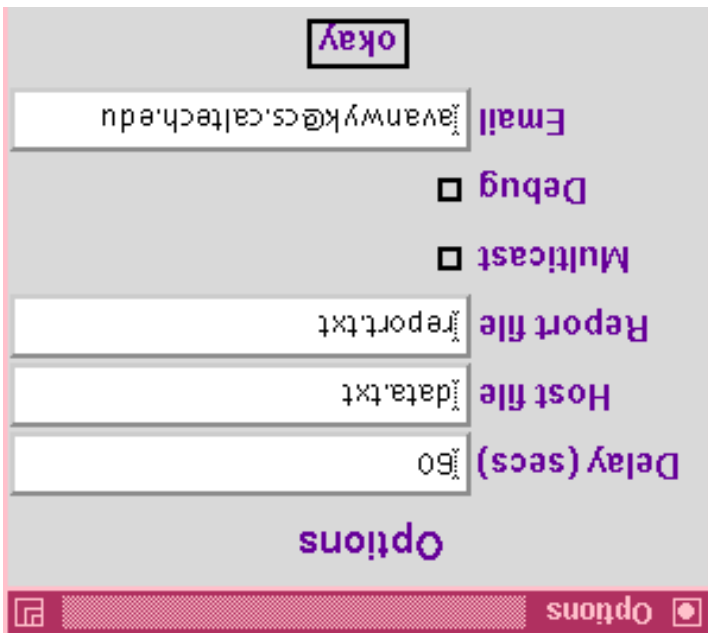 Options
Options
Delay (secs) 60
Host file data.txt
Report file report.txt
Multicast
Debug
Email javanwyk@cs.caltech.edu
okay